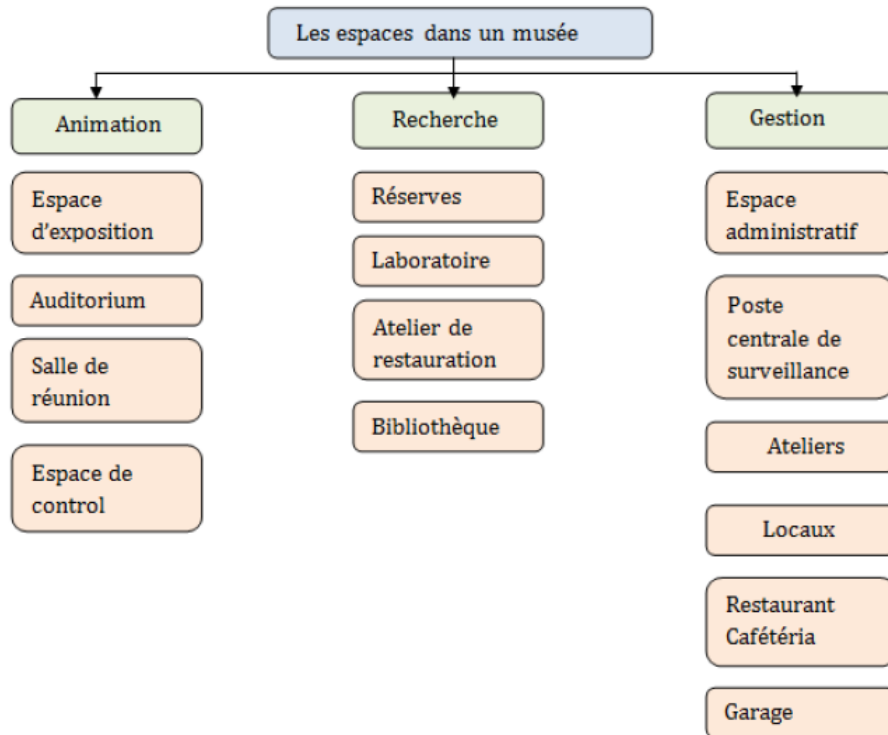 Les espaces dans un musée
Animation
Espace
d'exposition
Auditorium
Salle de
réunion
Espace de
control
Recherche
Réserves
Laboratoire
Atelier de
restauration
Bibliothèque
Gestion
Espace
administratif
Poste
centrale de
surveillance
Ateliers
Locaux
Restaurant
Cafétéria
Garage